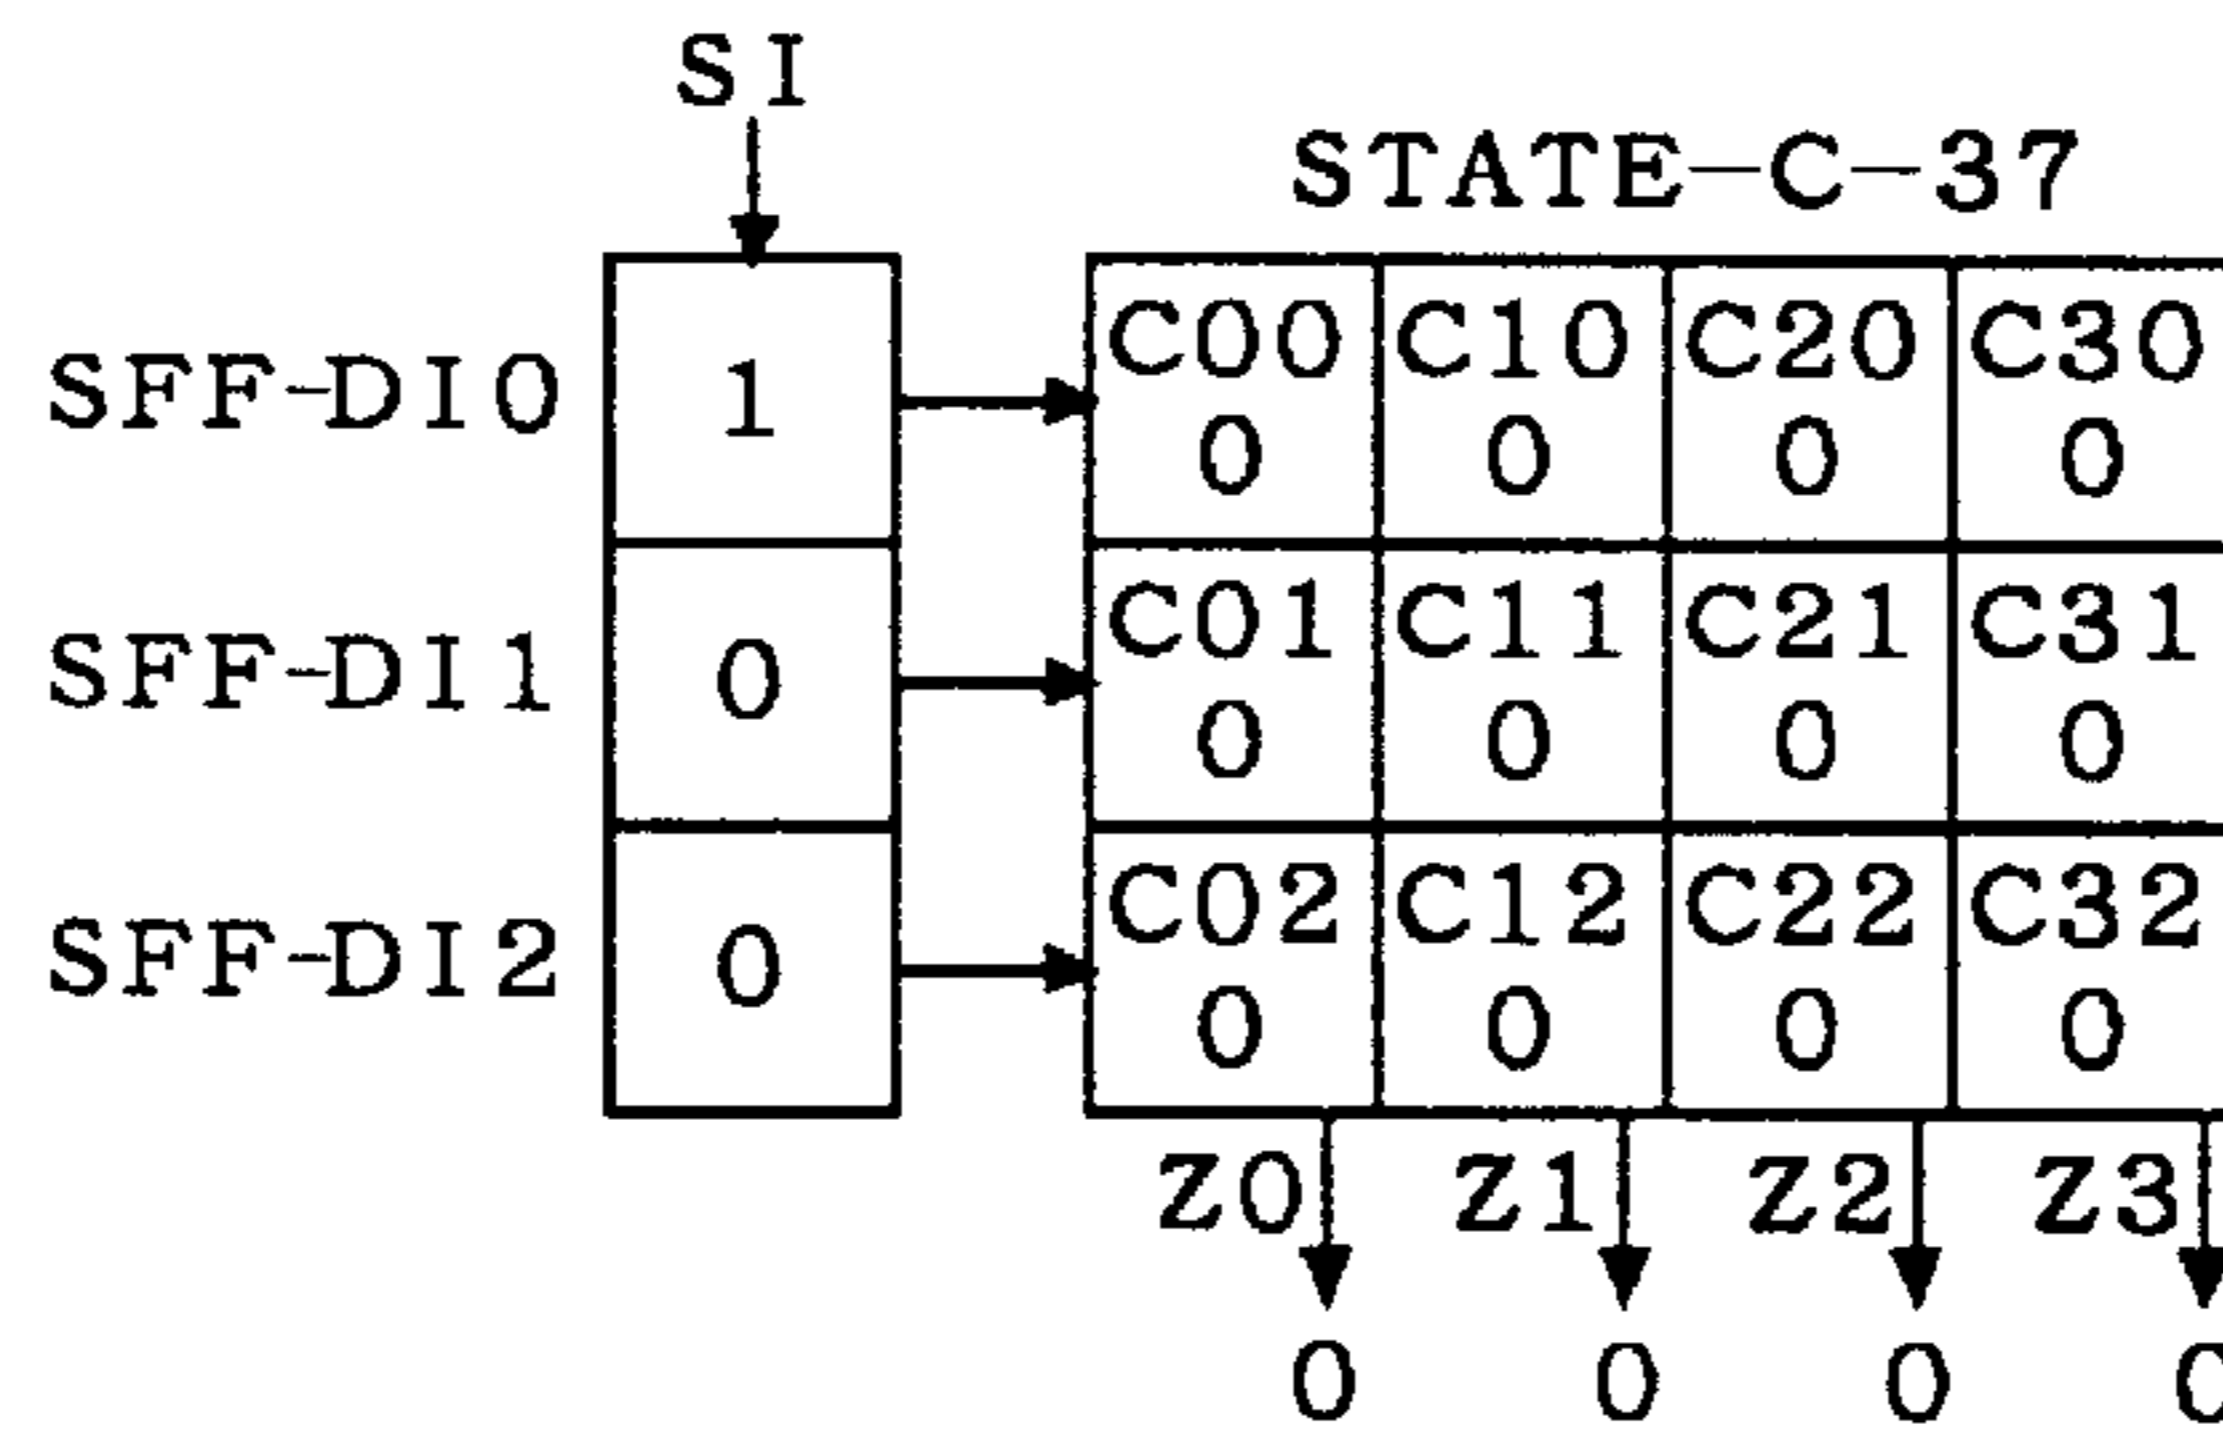 SI
STATE-C-37
C00 C10 C20 C30
SFF-DI0 1
0 0 0 0
C01 C11 C21 C31
SFF-DI1 0
0 0 0 0
C02 C12 C22 C32
SFF-DI2 0
0 0 0 0
Z0 Z1 Z2 Z3
0 0 0